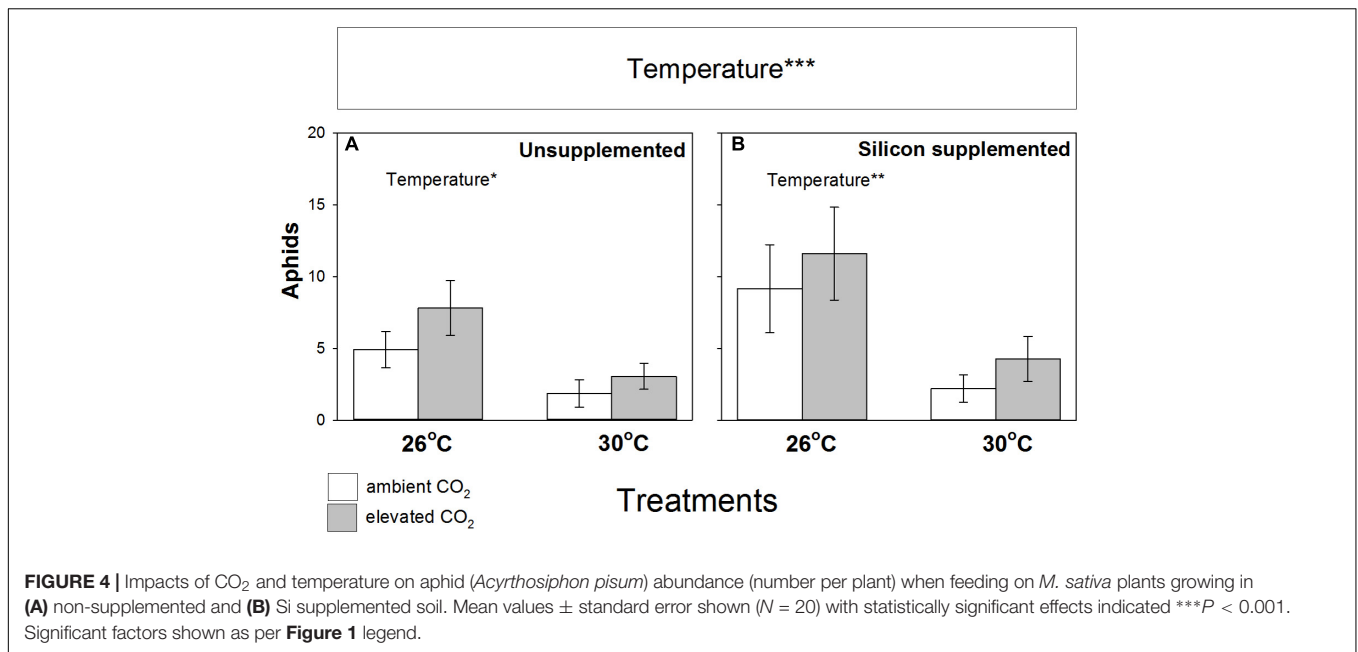 Temperature***
A
Unsupplemented
Temperature*
B
Silicon supplemented
Temperature**
20
15
10
5
0
Aphids
26°C
30°C
26°C
30°C
ambient CO₂
elevated CO₂
Treatments
FIGURE 4 | Impacts of CO₂ and temperature on aphid (Acyrthosiphon pisum) abundance (number per plant) when feeding on M. sativa plants growing in
(A) non-supplemented and (B) Si supplemented soil. Mean values ± standard error shown (N = 20) with statistically significant effects indicated ***P < 0.001.
Significant factors shown as per Figure 1 legend.